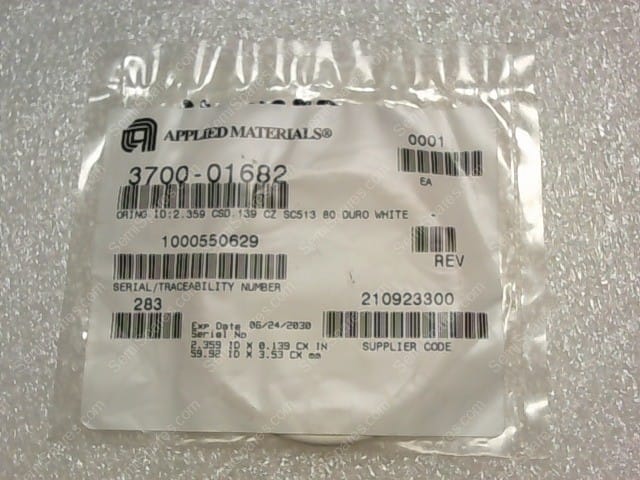 APPLIED MATERIALS®
0001
3700-01682
EA
ORING ID:2.359 CSD.139 CZ SC513 80 DURO WHITE -
1000550629
REV
SERIAL/TRACEABILITY NUMBER
283
210923300
Exp Date 06/24/2030
Serial No
SUPPLIER CODE
2.359 ID X 0.139 CX IN
59.92 ID X 3.53 CX mm
SemiSpares.com